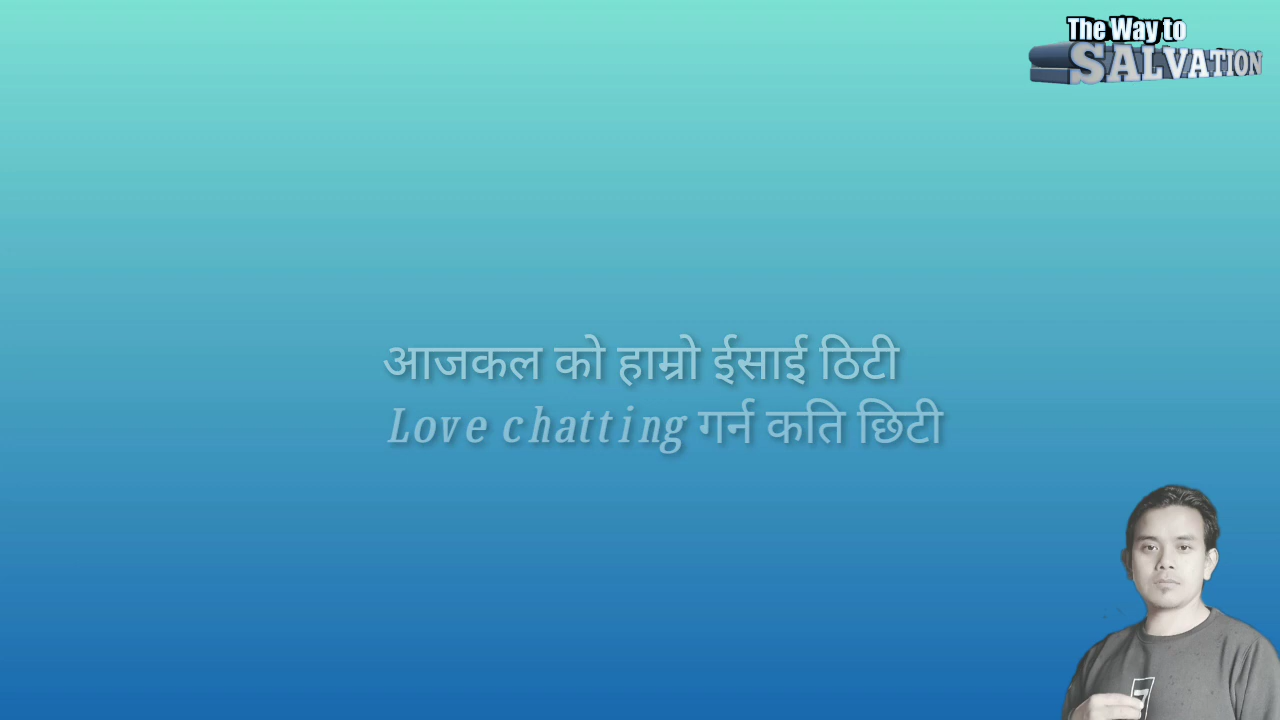 The Way to
SALVATION
आजकल को हाम्रो ईसाई ठिटी
Love chatting गर्न कति छिटी